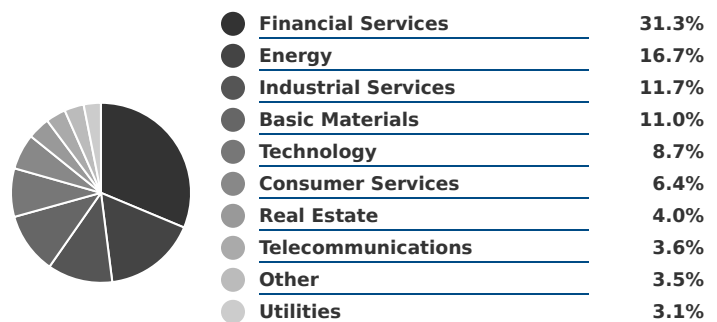 Financial Services 31.3%
Energy 16.7%
Industrial Services 11.7%
Basic Materials 11.0%
Technology 8.7%
Consumer Services 6.4%
Real Estate 4.0%
Telecommunications 3.6%
Other 3.5%
Utilities 3.1%